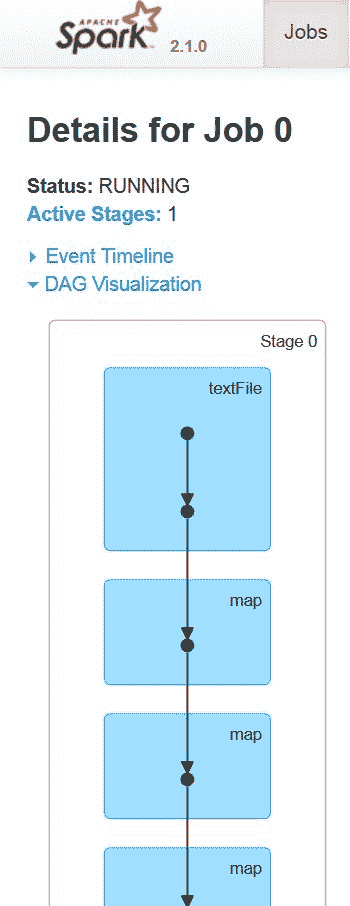 APACHE
Spark 2.1.0
Jobs
Details for Job 0
Status: RUNNING
Active Stages: 1
Event Timeline
DAG Visualization
Stage 0
textFile
map
map
map